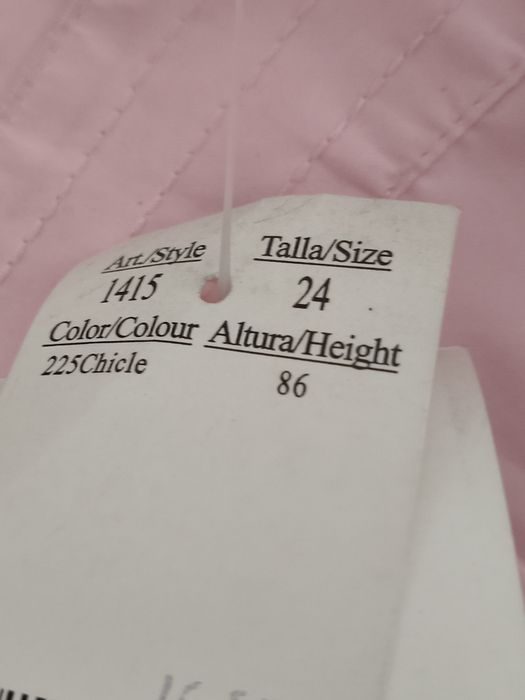 Art./Style Talla/Size
1415 24
Color/Colour Altura/Height
225Chicle 86